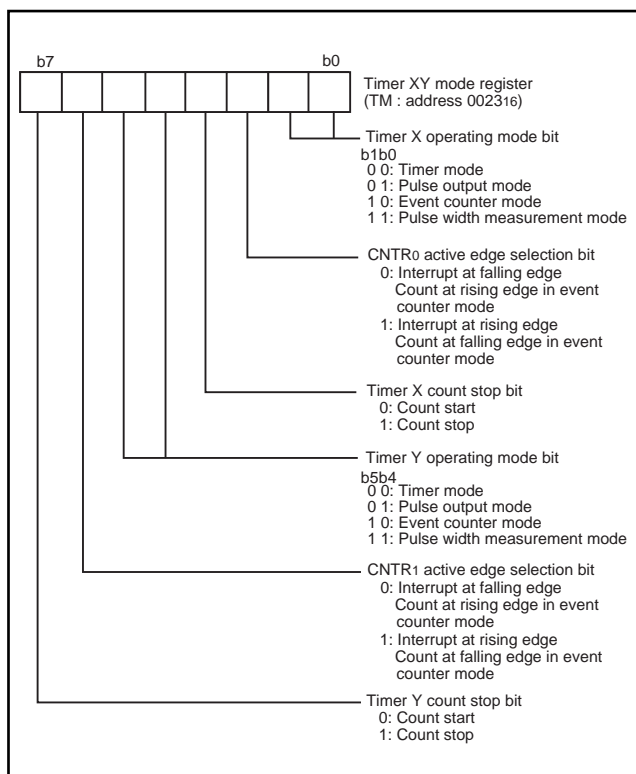 b7 b0
Timer XY mode register
(TM : address 002316)
Timer X operating mode bit
b1b0
0 0: Timer mode
0 1: Pulse output mode
1 0: Event counter mode
1 1: Pulse width measurement mode
CNTR0 active edge selection bit
0: Interrupt at falling edge
Count at rising edge in event
counter mode
1: Interrupt at rising edge
Count at falling edge in event
counter mode
Timer X count stop bit
0: Count start
1: Count stop
Timer Y operating mode bit
b5b4
0 0: Timer mode
0 1: Pulse output mode
1 0: Event counter mode
1 1: Pulse width measurement mode
CNTR1 active edge selection bit
0: Interrupt at falling edge
Count at rising edge in event
counter mode
1: Interrupt at rising edge
Count at falling edge in event
counter mode
Timer Y count stop bit
0: Count start
1: Count stop